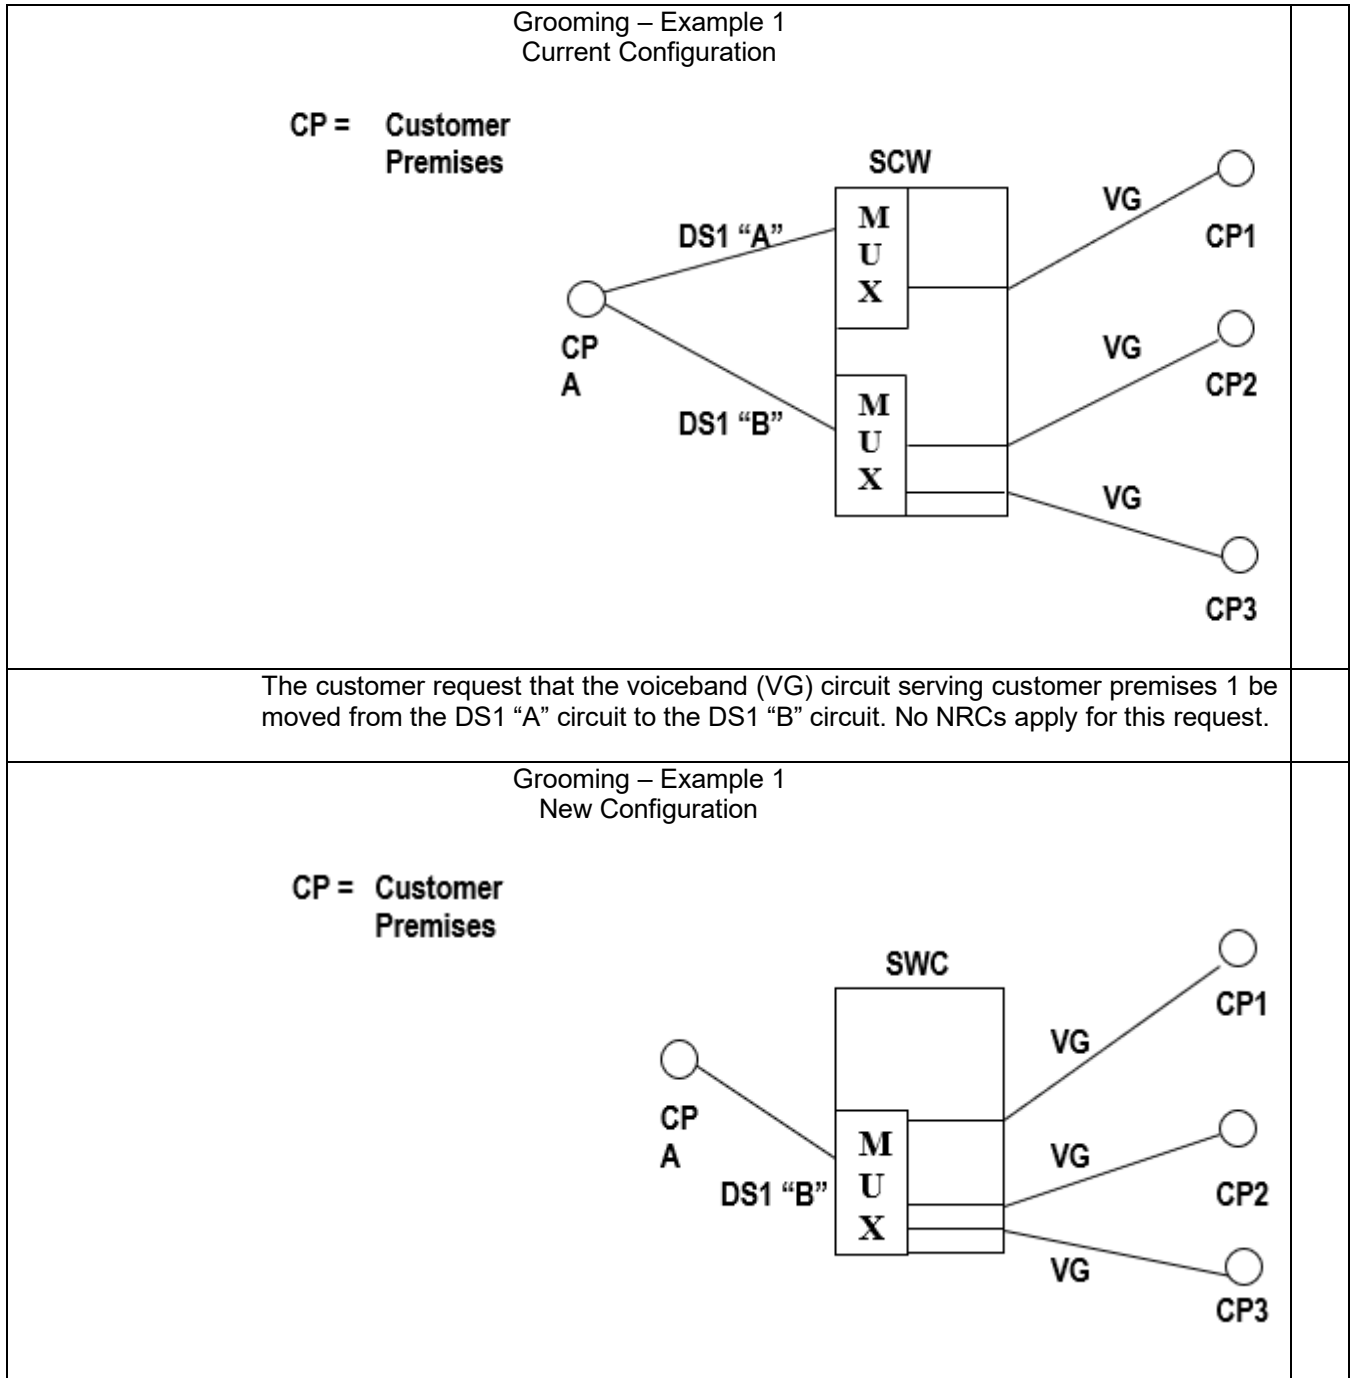 Grooming – Example 1
Current Configuration
CP = Customer
Premises
SCW
VG
CP1
DS1 “A”
M
U
X
CP
A
VG
CP2
DS1 “B”
M
U
X
VG
CP3
The customer request that the voiceband (VG) circuit serving customer premises 1 be
moved from the DS1 “A” circuit to the DS1 “B” circuit. No NRCs apply for this request.
Grooming – Example 1
New Configuration
CP = Customer
Premises
SWC
CP1
VG
CP
A
M
U
X
DS1 “B”
VG
CP2
VG
CP3